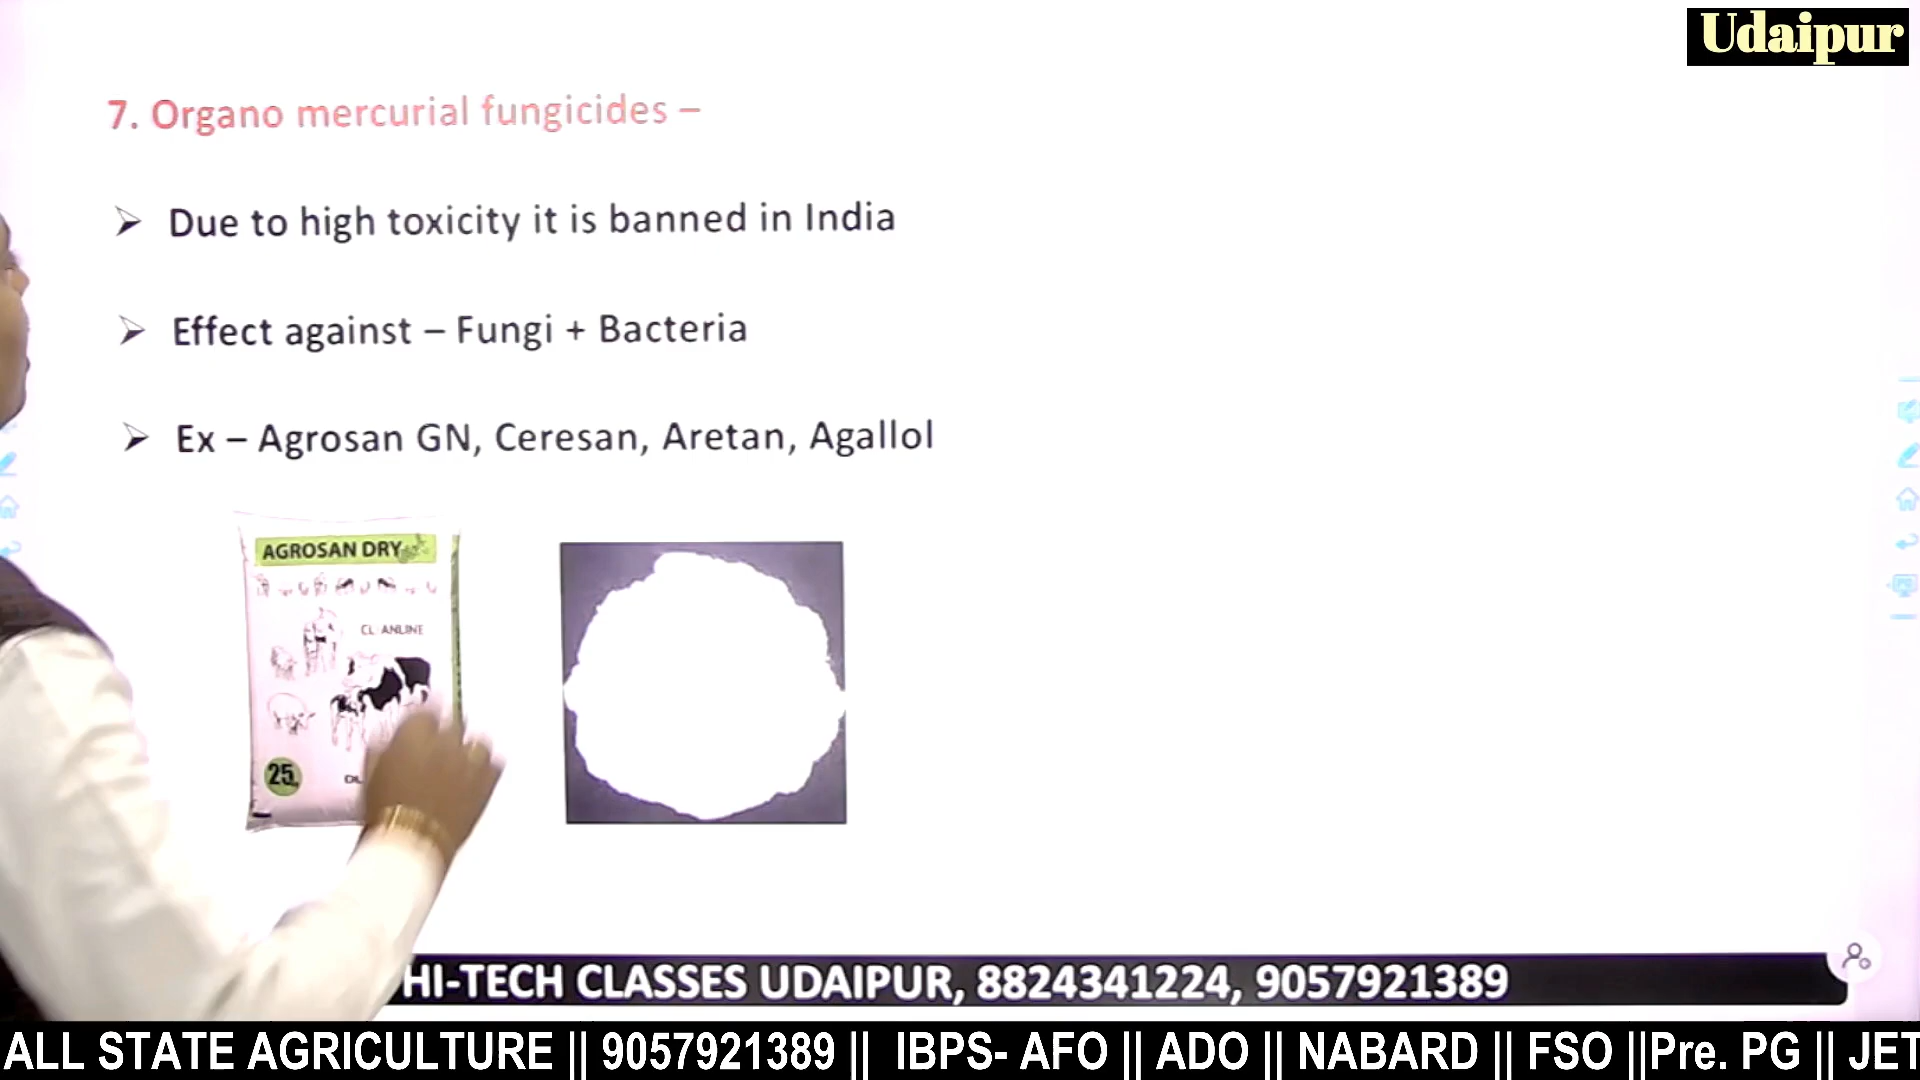 Udaipur
7. Organo mercurial fungicides –
➢ Due to high toxicity it is banned in India
➢ Effect against – Fungi + Bacteria
➢ Ex – Agrosan GN, Ceresan, Aretan, Agallol
AGROSAN DRY
25
HI-TECH CLASSES UDAIPUR, 8824341224, 9057921389
ALL STATE AGRICULTURE || 9057921389 || IBPS- AFO || ADO || NABARD || FSO ||Pre. PG || JET